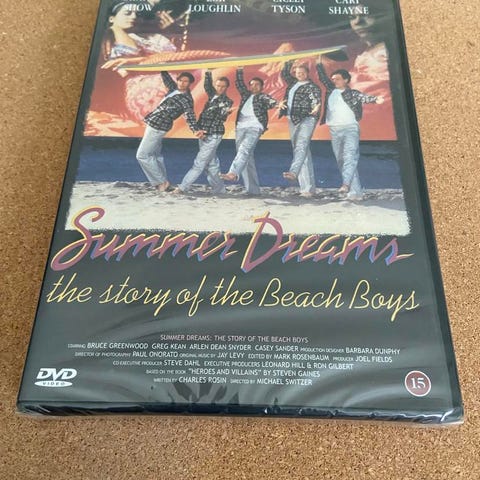 SHOW LOUGHLIN TYSON SHAYNE
Summer Dreams
the story of the Beach Boys
SUMMER DREAMS: THE STORY OF THE BEACH BOYS
STARRING BRUCE GREENWOOD GREG KEAN ARLEN DEAN SNYDER CASEY SANDER PRODUCTION DESIGNER BARBARA DUNPHY
DIRECTOR OF PHOTOGRAPHY PAUL ONORATO ORIGINAL MUSIC BY JAY LEVY EDITED BY MARK ROSENBAUM PRODUCER JOEL FIELDS
CO EXECUTIVE PRODUCER STEVE DAHL EXECUTIVE PRODUCERS LEONARD HILL & RON GILBERT
BASED ON THE BOOK "HEROES AND VILLAINS" BY STEVEN GAINES
WRITTEN BY CHARLES ROSIN DIRECTED BY MICHAEL SWITZER
DVD
VIDEO
15